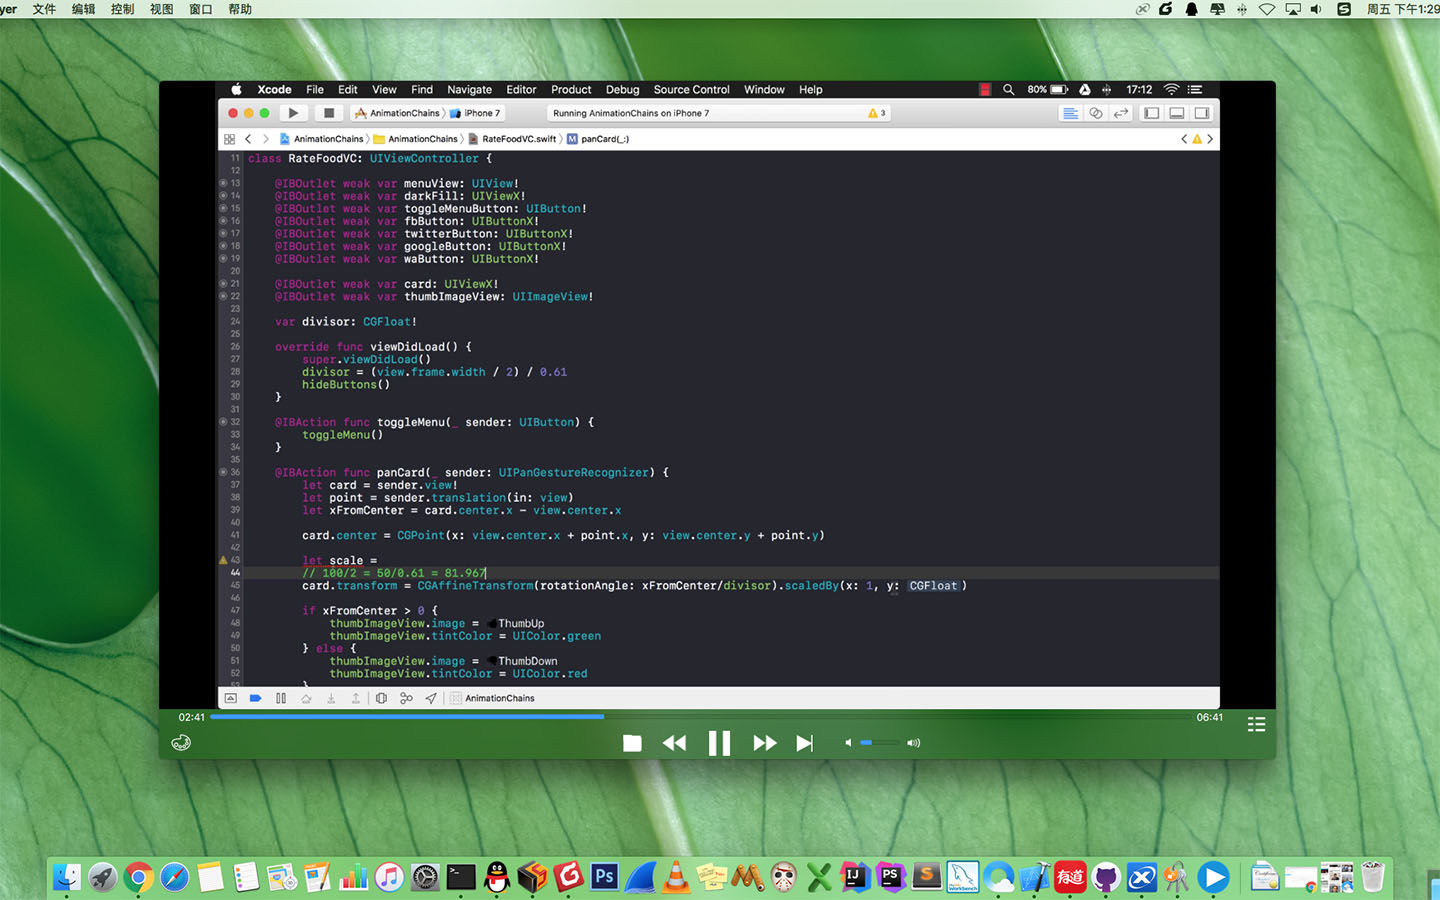 yer 文件 编辑 控制 视图 窗口 帮助 周五 下午1:29
Xcode File Edit View Find Navigate Editor Product Debug Source Control Window Help 80% 17:12
AnimationChains iPhone 7 Running AnimationChains on iPhone 7 3
AnimationChains AnimationChains RateFoodVC.swift M panCard(_:)
11 class RateFoodVC: UIViewController {
12
13 @IBOutlet weak var menuView: UIView!
14 @IBOutlet weak var darkFill: UIViewX!
15 @IBOutlet weak var toggleMenuButton: UIButton!
16 @IBOutlet weak var fbButton: UIButtonX!
17 @IBOutlet weak var twitterButton: UIButtonX!
18 @IBOutlet weak var googleButton: UIButtonX!
19 @IBOutlet weak var waButton: UIButtonX!
20
21 @IBOutlet weak var card: UIViewX!
22 @IBOutlet weak var thumbImageView: UIImageView!
23
24 var divisor: CGFloat!
25
26 override func viewDidLoad() {
27 super.viewDidLoad()
28 divisor = (view.frame.width / 2) / 0.61
29 hideButtons()
30 }
31
32 @IBAction func toggleMenu(_ sender: UIButton) {
33 toggleMenu()
34 }
35
36 @IBAction func panCard(_ sender: UIPanGestureRecognizer) {
37 let card = sender.view!
38 let point = sender.translation(in: view)
39 let xFromCenter = card.center.x - view.center.x
40
41 card.center = CGPoint(x: view.center.x + point.x, y: view.center.y + point.y)
42
43 let scale =
44 // 100/2 = 50/0.61 = 81.967
45 card.transform = CGAffineTransform(rotationAngle: xFromCenter/divisor).scaledBy(x: 1, y: CGFloat)
46
47 if xFromCenter > 0 {
48 thumbImageView.image = ThumbUp
49 thumbImageView.tintColor = UIColor.green
50 } else {
51 thumbImageView.image = ThumbDown
52 thumbImageView.tintColor = UIColor.red
53 }
AnimationChains
02:41 06:41
Ps IJ PS S Workbench 有道